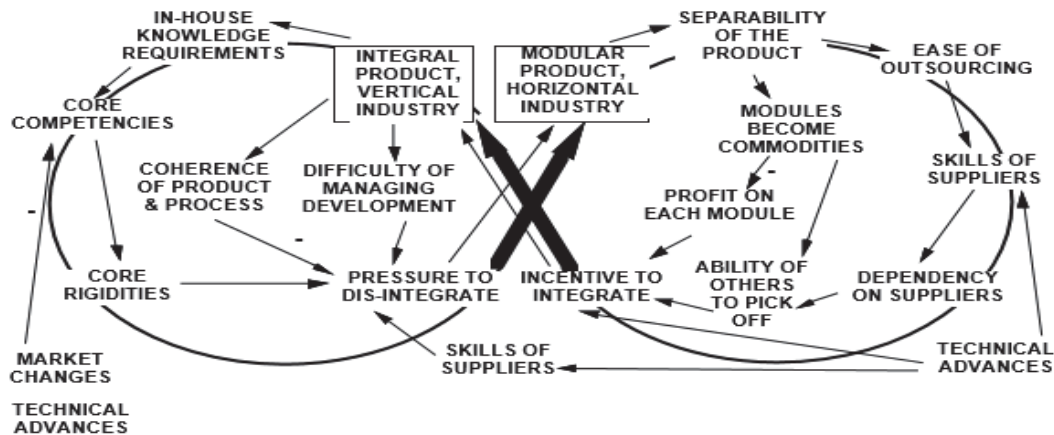 IN-HOUSE
KNOWLEDGE
REQUIREMENTS
INTEGRAL
PRODUCT,
VERTICAL
INDUSTRY
MODULAR
PRODUCT,
HORIZONTAL
INDUSTRY
SEPARABILITY
OF THE
PRODUCT
EASE OF
OUTSOURCING
CORE
COMPETENCIES
COHERENCE
OF PRODUCT
& PROCESS
DIFFICULTY OF
MANAGING
DEVELOPMENT
MODULES
BECOME
COMMODITIES
SKILLS OF
SUPPLIERS
-
-
-
PROFIT ON
EACH MODULE
CORE
RIGIDITIES
PRESSURE TO
DIS-INTEGRATE
INCENTIVE TO
INTEGRATE
ABILITY OF
OTHERS
TO PICK
OFF
DEPENDENCY
ON SUPPLIERS
MARKET
CHANGES
TECHNICAL
ADVANCES
SKILLS OF
SUPPLIERS
TECHNICAL
ADVANCES